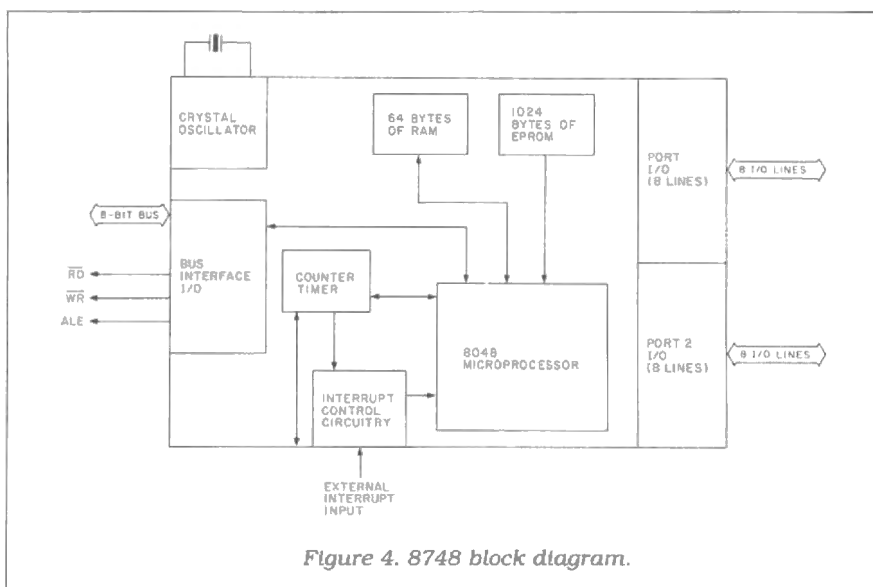 CRYSTAL
OSCILLATOR
64 BYTES
OF RAM
1024
BYTES OF
EPROM
PORT
I/O
(8 LINES)
8 I/O LINES
8-BIT BUS
BUS
INTERFACE
I/O
RD
WR
ALE
COUNTER
TIMER
8048
MICROPROCESSOR
PORT 2
I/O
(8 LINES)
8 I/O LINES
INTERRUPT
CONTROL
CIRCUITRY
EXTERNAL
INTERRUPT
INPUT
Figure 4. 8748 block diagram.